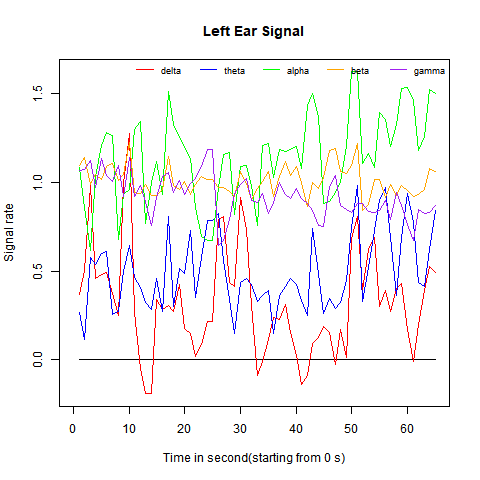 Left Ear Signal
delta theta alpha beta gamma
Signal rate
0.0 0.5 1.0 1.5
0 10 20 30 40 50 60
Time in second(starting from 0 s)